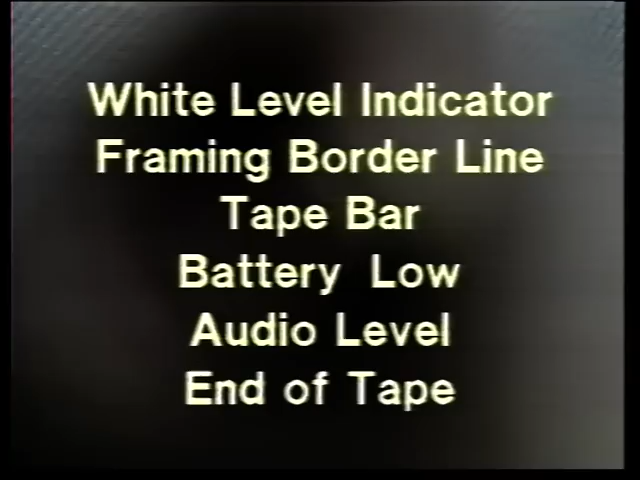 White Level Indicator
Framing Border Line
Tape Bar
Battery Low
Audio Level
End of Tape